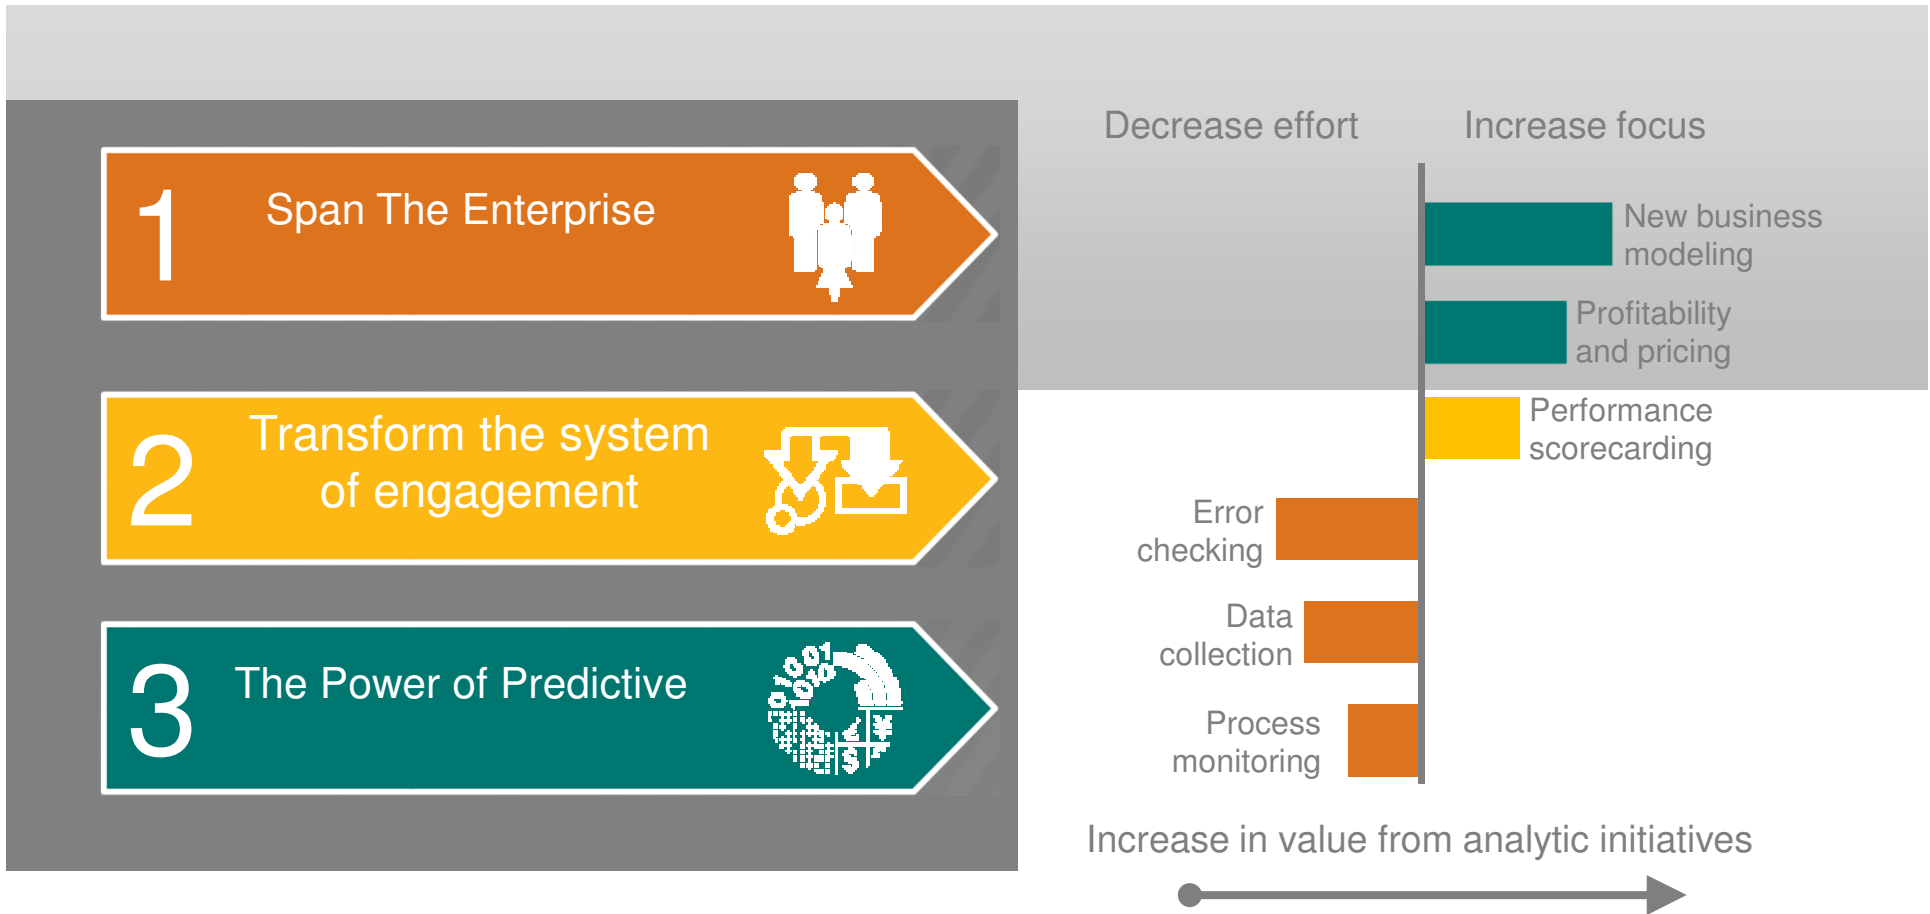 1
Span The Enterprise
2
Transform the system
of engagement
3
The Power of Predictive
01001
1010
¥
$
Decrease effort
Increase focus
New business
modeling
Profitability
and pricing
Performance
scorecarding
Error
checking
Data
collection
Process
monitoring
Increase in value from analytic initiatives